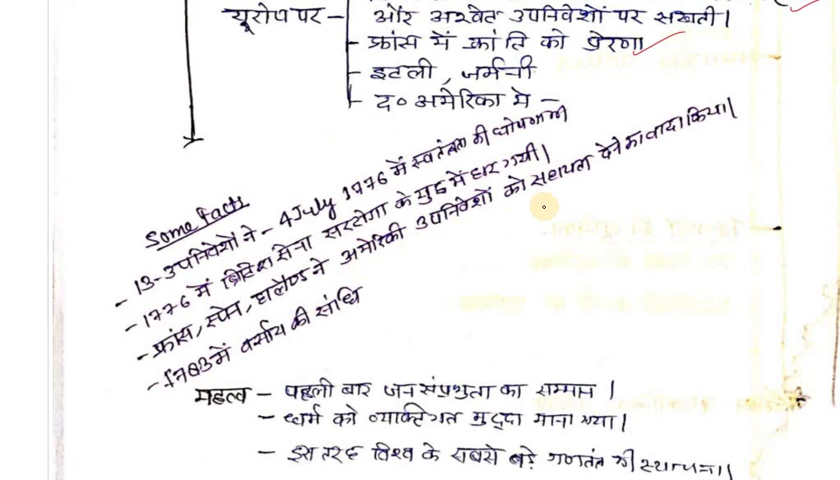 यूरोप पर – और अश्वेत उपनिवेशों पर सख्ती।
फ्रांस में क्रांति को प्रेरणा
इटली, जर्मनी
द० अमेरिका मे –
Some facts
- 13-उपनिवेशों ने - 4 July 1776 में स्वतंत्रता की घोषणा की
- 1776 में ब्रिटिश सेना सरटोगा के युद्ध में हार गयी।
- फ्रांस, स्पेन, हालैण्ड ने अमेरिकी उपनिवेशों को सहायता देने का वादा किया।
- 1783 में वर्साय की संधि
महत्व – पहली बार जन संप्रभुता का सम्मान।
– धर्म को व्यक्तिगत मुद्दा माना गया।
– इस तरह विश्व के सबसे बड़े गणतंत्र की स्थापना।